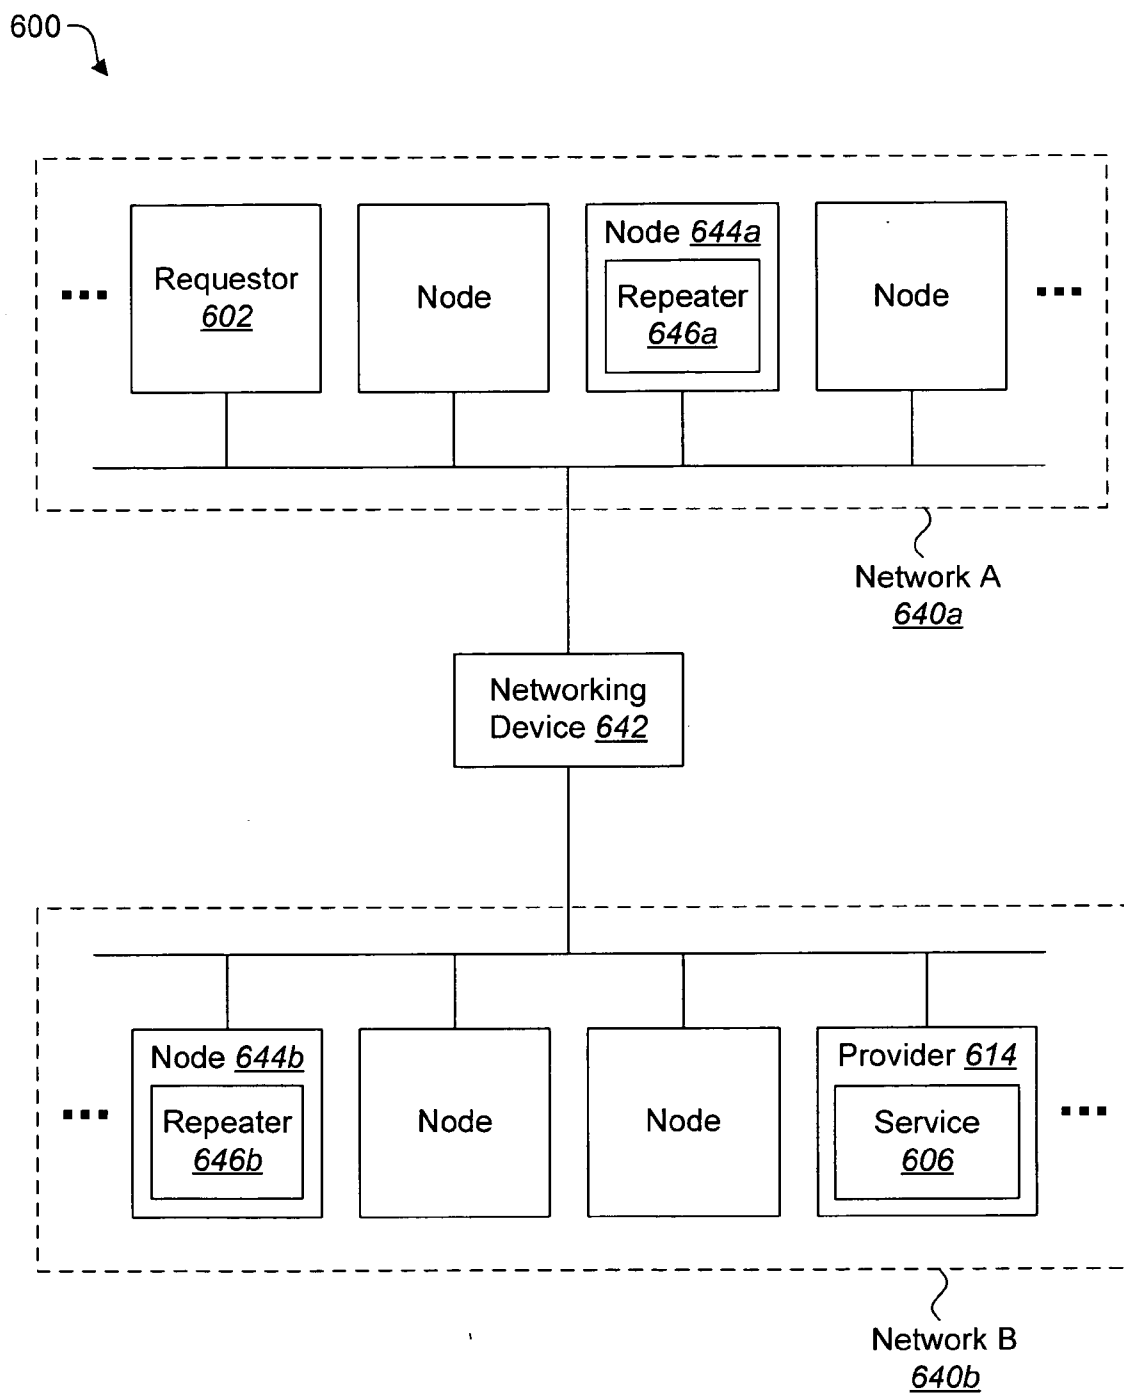 600
Requestor
602
Node
Node 644a
Repeater
646a
Node
Network A
640a
Networking
Device 642
Node 644b
Repeater
646b
Node
Node
Provider 614
Service
606
Network B
640b